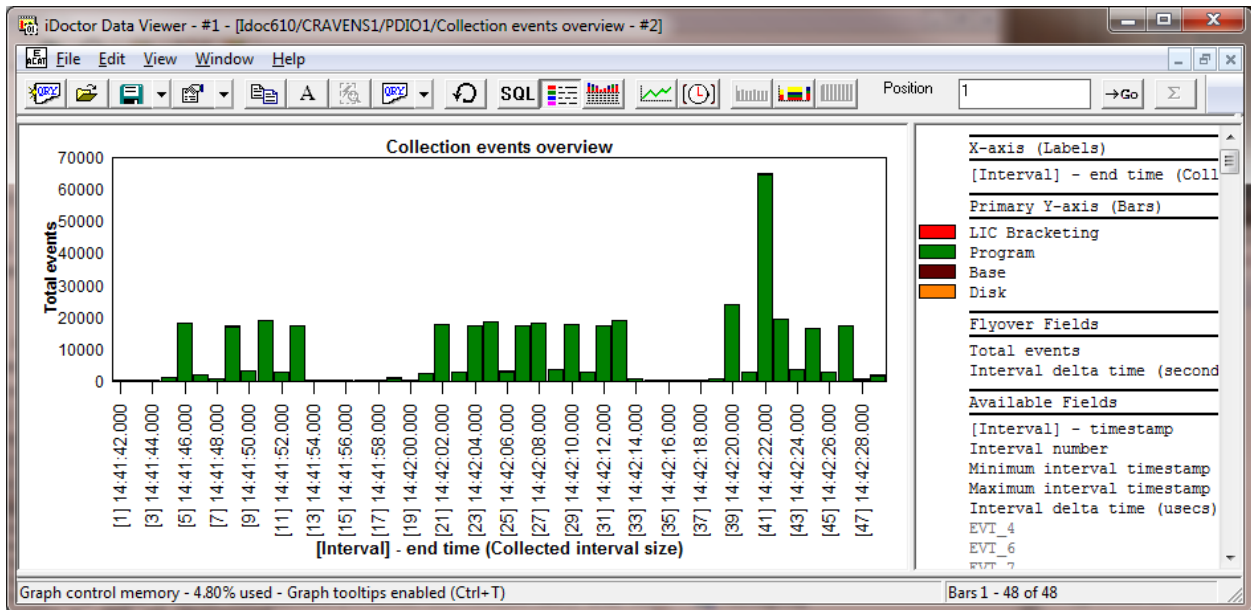 iDoctor Data Viewer - #1 - [Idoc610/CRAVENS1/PDIO1/Collection events overview - #2]
File Edit View Window Help
SQL
Position
1
Go
Σ
Collection events overview
Total events
70000
60000
50000
40000
30000
20000
10000
0
[1] 14:41:42.000
[3] 14:41:44.000
[5] 14:41:46.000
[7] 14:41:48.000
[9] 14:41:50.000
[11] 14:41:52.000
[13] 14:41:54.000
[15] 14:41:56.000
[17] 14:41:58.000
[19] 14:42:00.000
[21] 14:42:02.000
[23] 14:42:04.000
[25] 14:42:06.000
[27] 14:42:08.000
[29] 14:42:10.000
[31] 14:42:12.000
[33] 14:42:14.000
[35] 14:42:16.000
[37] 14:42:18.000
[39] 14:42:20.000
[41] 14:42:22.000
[43] 14:42:24.000
[45] 14:42:26.000
[47] 14:42:28.000
[Interval] - end time (Collected interval size)
X-axis (Labels)
[Interval] - end time (Coll
Primary Y-axis (Bars)
LIC Bracketing
Program
Base
Disk
Flyover Fields
Total events
Interval delta time (second
Available Fields
[Interval] - timestamp
Interval number
Minimum interval timestamp
Maximum interval timestamp
Interval delta time (usecs)
EVT_4
EVT_6
EVT_7
Graph control memory - 4.80% used - Graph tooltips enabled (Ctrl+T)
Bars 1 - 48 of 48